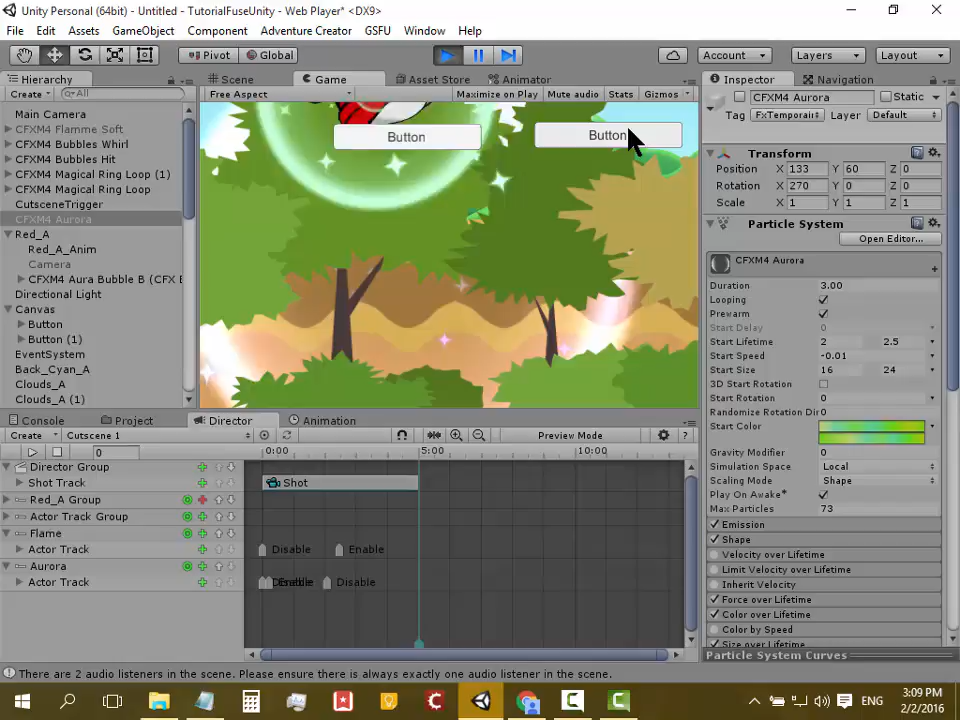 Unity Personal (64bit) - Untitled - TutorialFuseUnity - Web Player* <DX9>
File Edit Assets GameObject Component Adventure Creator GSFU Window Help
Pivot Global Account Layers Layout
Hierarchy Scene Game Asset Store Animator Inspector Navigation
Create All Free Aspect Maximize on Play Mute audio Stats Gizmos
CFXM4 Aurora Static
Tag FxTemporaι Layer Default
Main Camera
CFXM4 Flamme Soft
CFXM4 Bubbles Whirl
CFXM4 Bubbles Hit
CFXM4 Magical Ring Loop (1)
CFXM4 Magical Ring Loop
CutsceneTrigger
CFXM4 Aurora
Red_A
Red_A_Anim
Camera
CFXM4 Aura Bubble B (CFX E
Directional Light
Canvas
Button
Button (1)
EventSystem
Back_Cyan_A
Clouds_A
Clouds_A (1)
Button Button
Transform
Position X 133 Y 60 Z 0
Rotation X 270 Y 0 Z 0
Scale X 1 Y 1 Z 1
Particle System
Open Editor...
CFXM4 Aurora
Duration 3.00
Looping
Prewarm
Start Delay 0
Start Lifetime 2 2.5
Start Speed -0.01
Start Size 16 24
3D Start Rotation
Start Rotation 0
Randomize Rotation Dir 0
Start Color
Gravity Modifier 0
Simulation Space Local
Scaling Mode Shape
Play On Awake*
Max Particles 73
Emission
Shape
Velocity over Lifetime
Limit Velocity over Lifetime
Inherit Velocity
Force over Lifetime
Color over Lifetime
Color by Speed
Size over Lifetime
Particle System Curves
Console Project Director Animation
Create Cutscene 1 Preview Mode ?
0 0:00 5:00 10:00
Director Group
Shot Track Shot
Red_A Group
Actor Track Group
Flame
Actor Track Disable Enable
Aurora
Actor Track Disable
There are 2 audio listeners in the scene. Please ensure there is always exactly one audio listener in the scene.
ENG
3:09 PM
2/2/2016